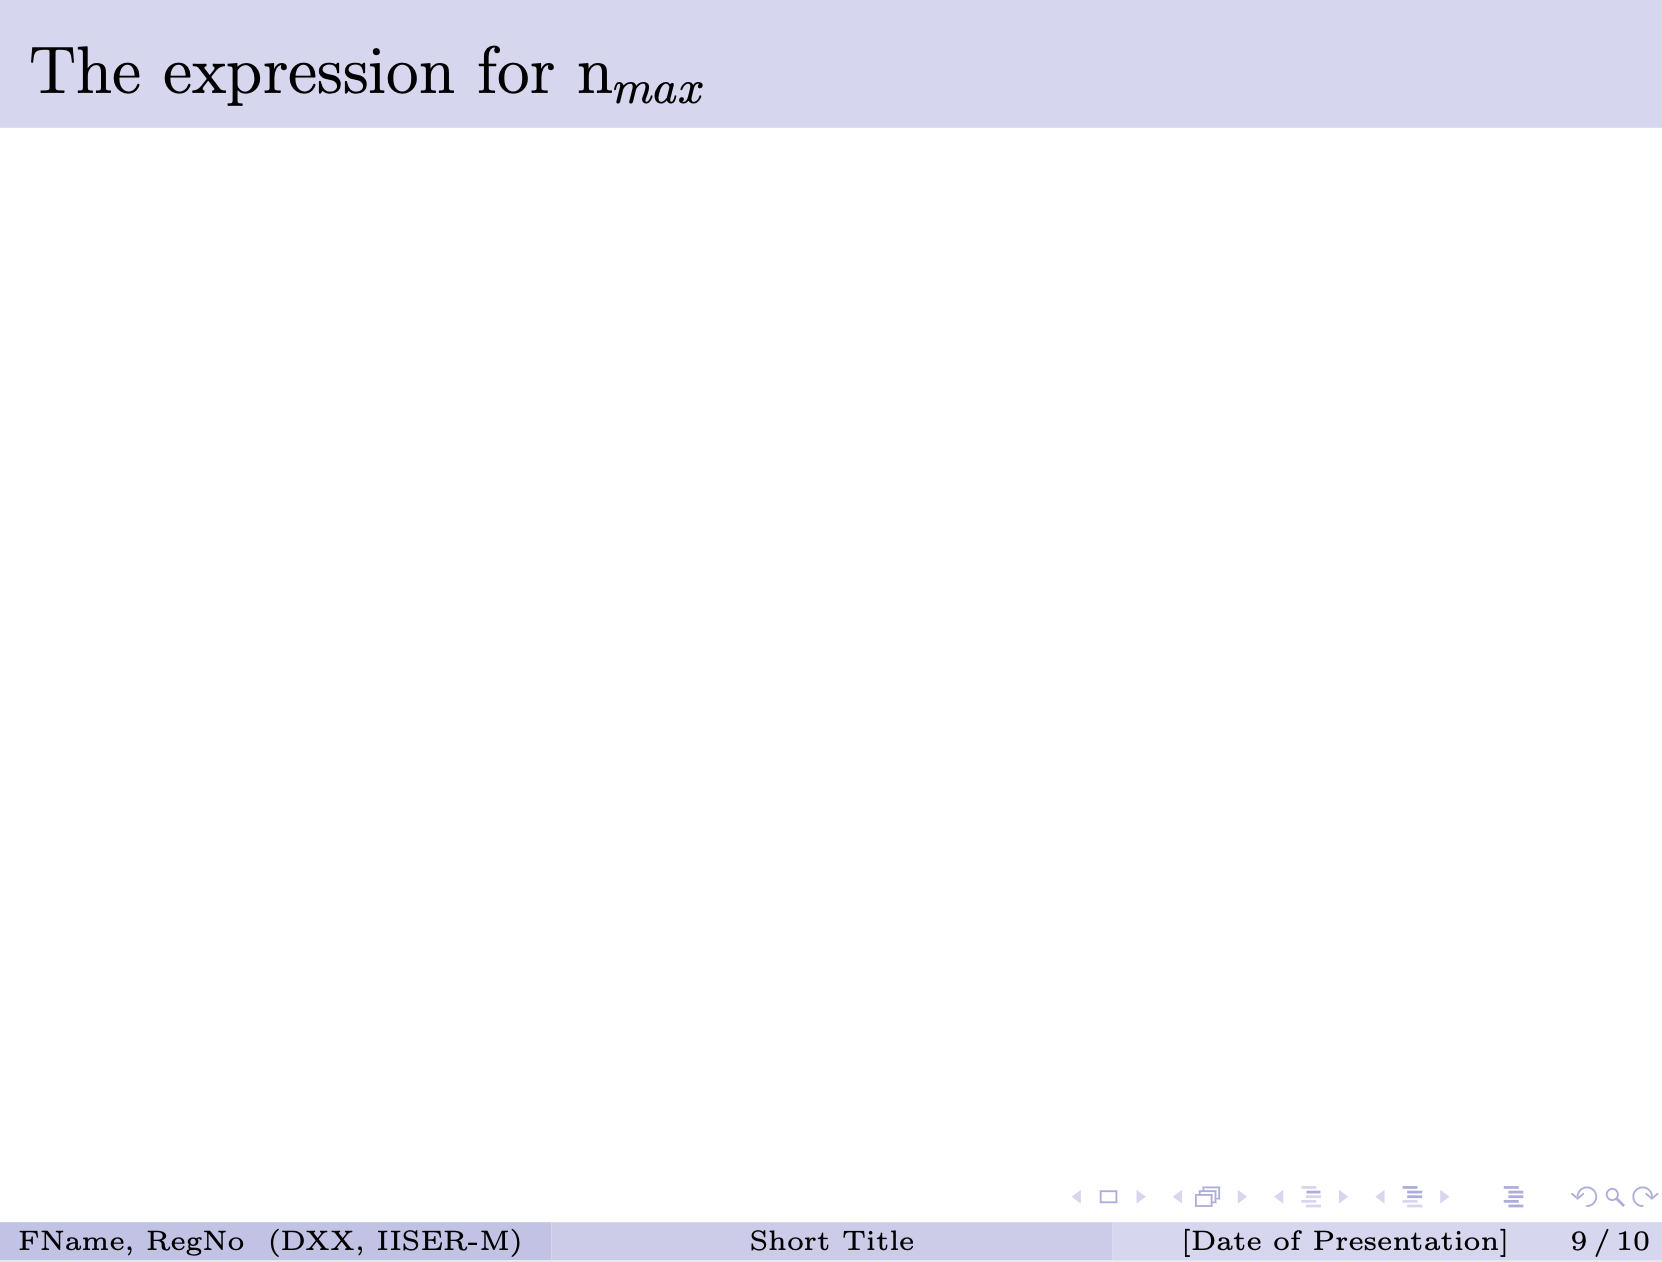 The expression for n_max
FName, RegNo (DXX, IISER-M) Short Title [Date of Presentation] 9 / 10